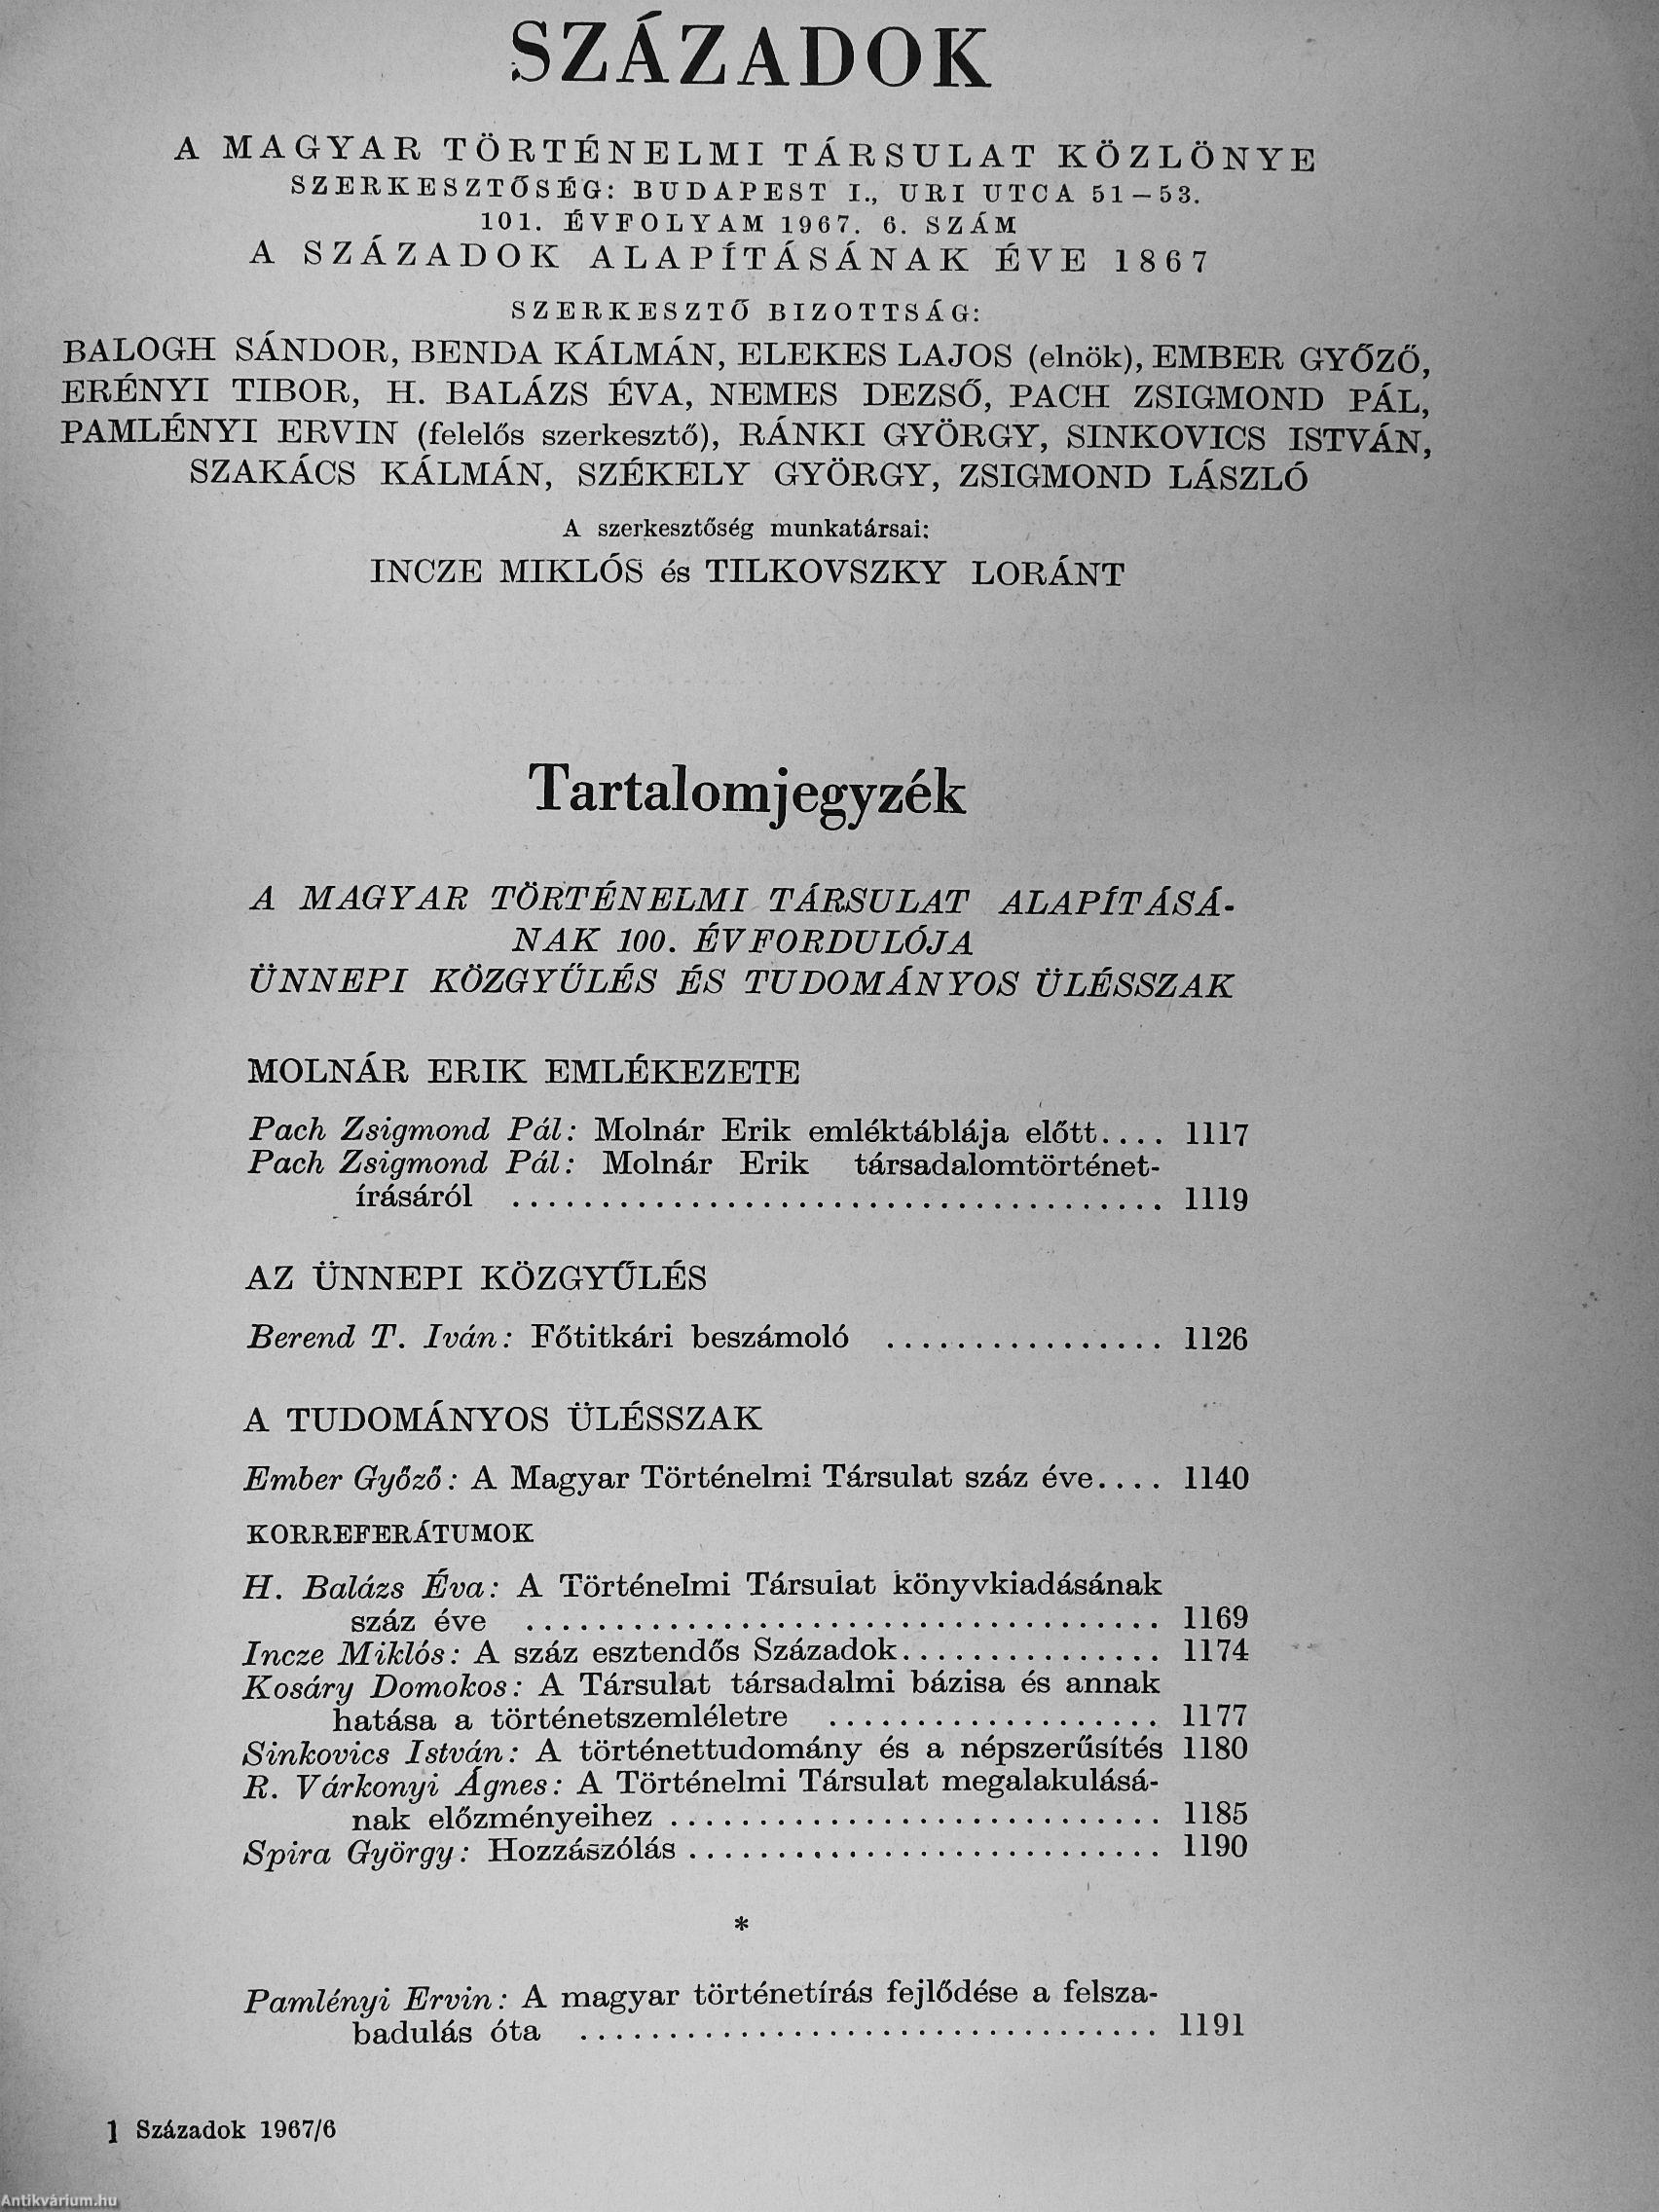 SZÁZADOK
A MAGYAR TÖRTÉNELMI TÁRSULAT KÖZLÖNYE
SZERKESZTŐSÉG: BUDAPEST I., URI UTCA 51—53.
101. ÉVFOLYAM 1967. 6. SZÁM
A SZÁZADOK ALAPÍTÁSÁNAK ÉVE 1867
SZERKESZTŐ BIZOTTSÁG:
BALOGH SÁNDOR, BENDA KÁLMÁN, ELEKES LAJOS (elnök), EMBER GYŐZŐ,
ERÉNYI TIBOR, H. BALÁZS ÉVA, NEMES DEZSŐ, PACH ZSIGMOND PÁL,
PAMLÉNYI ERVIN (felelős szerkesztő), RÁNKI GYÖRGY, SINKOVICS ISTVÁN,
SZAKÁCS KÁLMÁN, SZÉKELY GYÖRGY, ZSIGMOND LÁSZLÓ
A szerkesztőség munkatársai:
INCZE MIKLÓS és TILKOVSZKY LORÁNT
Tartalomjegyzék
A MAGYAR TÖRTÉNELMI TÁRSULAT ALAPÍTÁSÁ-
NAK 100. ÉVFORDULÓJA
ÜNNEPI KÖZGYŰLÉS ÉS TUDOMÁNYOS ÜLÉSSZAK
MOLNÁR ERIK EMLÉKEZETE
Pach Zsigmond Pál: Molnár Erik emléktáblája előtt.... 1117
Pach Zsigmond Pál: Molnár Erik társadalomtörténet-
írásáról ..................................... 1119
AZ ÜNNEPI KÖZGYŰLÉS
Berend T. Iván: Főtitkári beszámoló ................ 1126
A TUDOMÁNYOS ÜLÉSSZAK
Ember Győző: A Magyar Történelmi Társulat száz éve.... 1140
KORREFERÁTUMOK
H. Balázs Éva: A Történelmi Társulat könyvkiadásának
száz éve .................................... 1169
Incze Miklós: A száz esztendős Századok............... 1174
Kosáry Domokos: A Társulat társadalmi bázisa és annak
hatása a történetszemléletre ................... 1177
Sinkovics István: A történettudomány és a népszerűsítés 1180
R. Várkonyi Ágnes: A Történelmi Társulat megalakulásá-
nak előzményeihez ............................ 1185
Spira György: Hozzászólás ........................... 1190
*
Pamlényi Ervin: A magyar történetírás fejlődése a felsza-
badulás óta ................................. 1191
1 Századok 1967/6
Antikvárium.hu